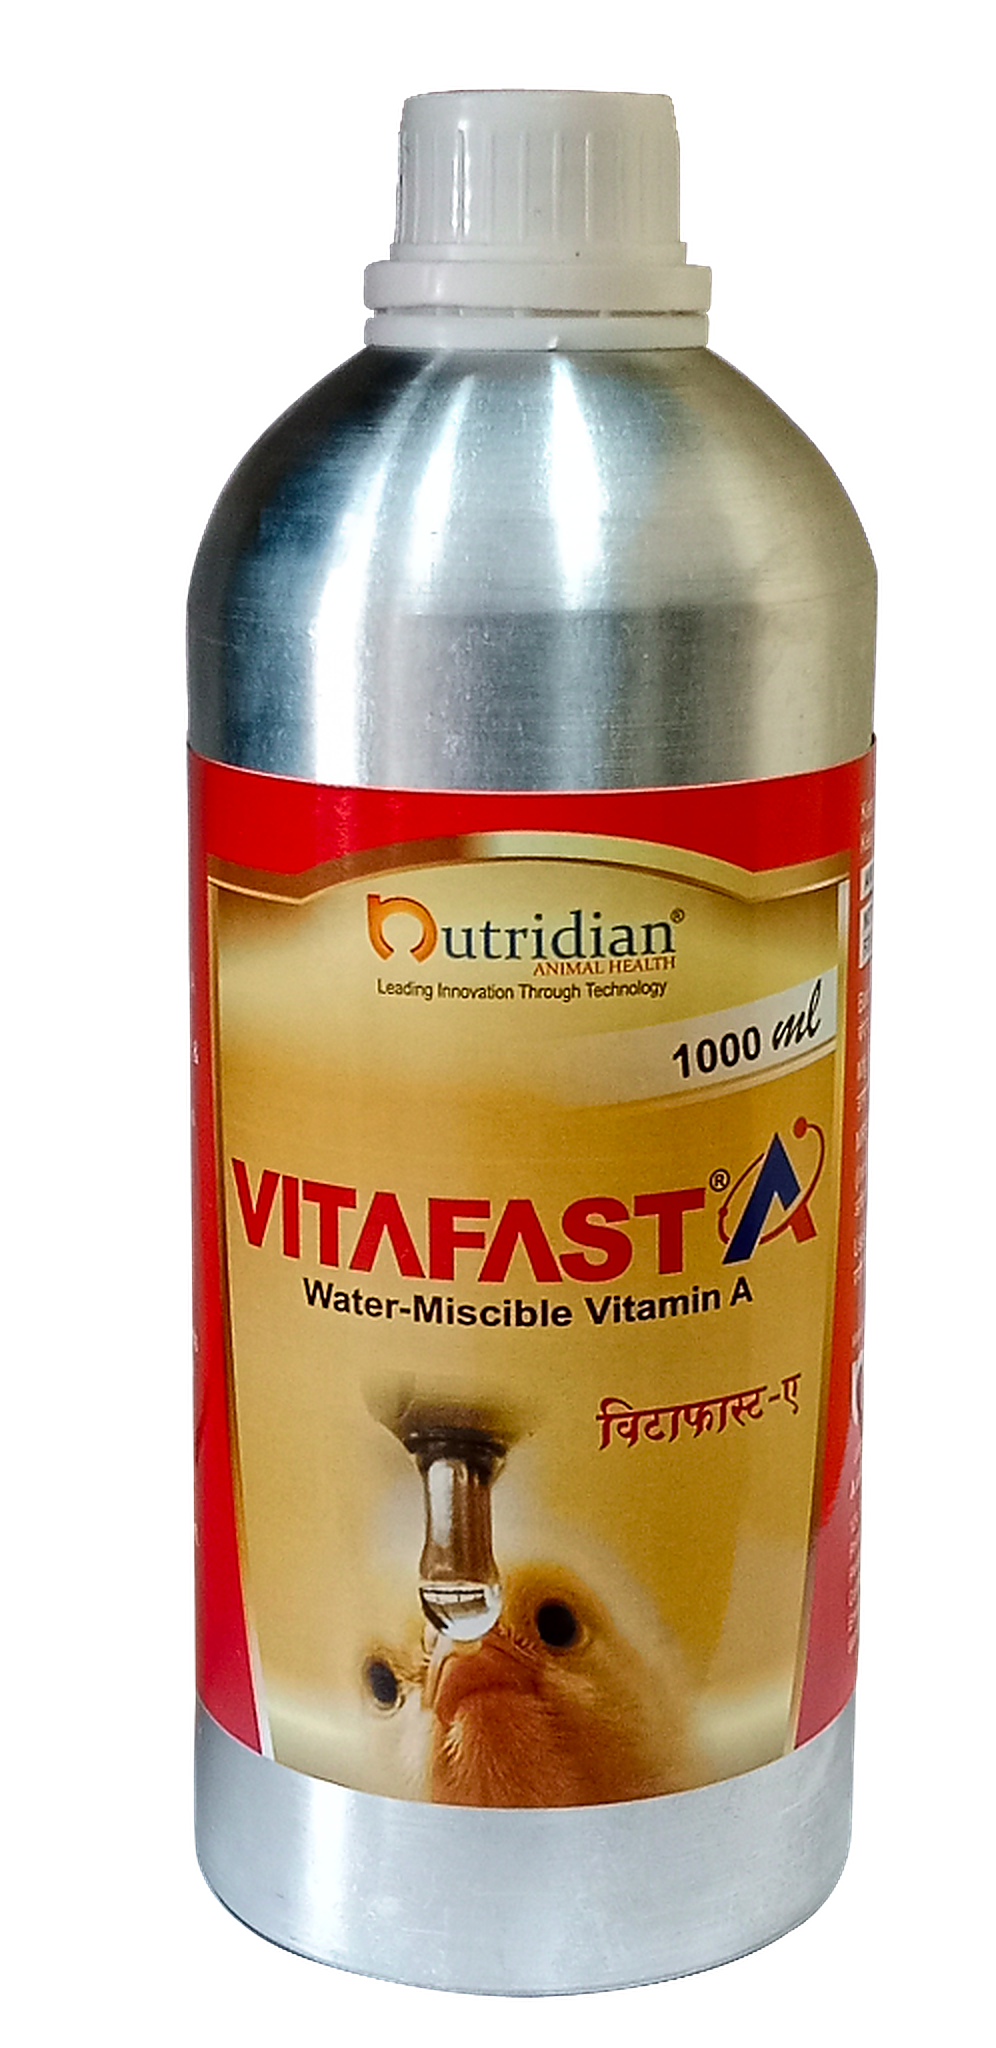 nutridian®
ANIMAL HEALTH
Leading Innovation Through Technology
1000 ml
VITAFAST® A
Water-Miscible Vitamin A
विटाफास्ट-ए